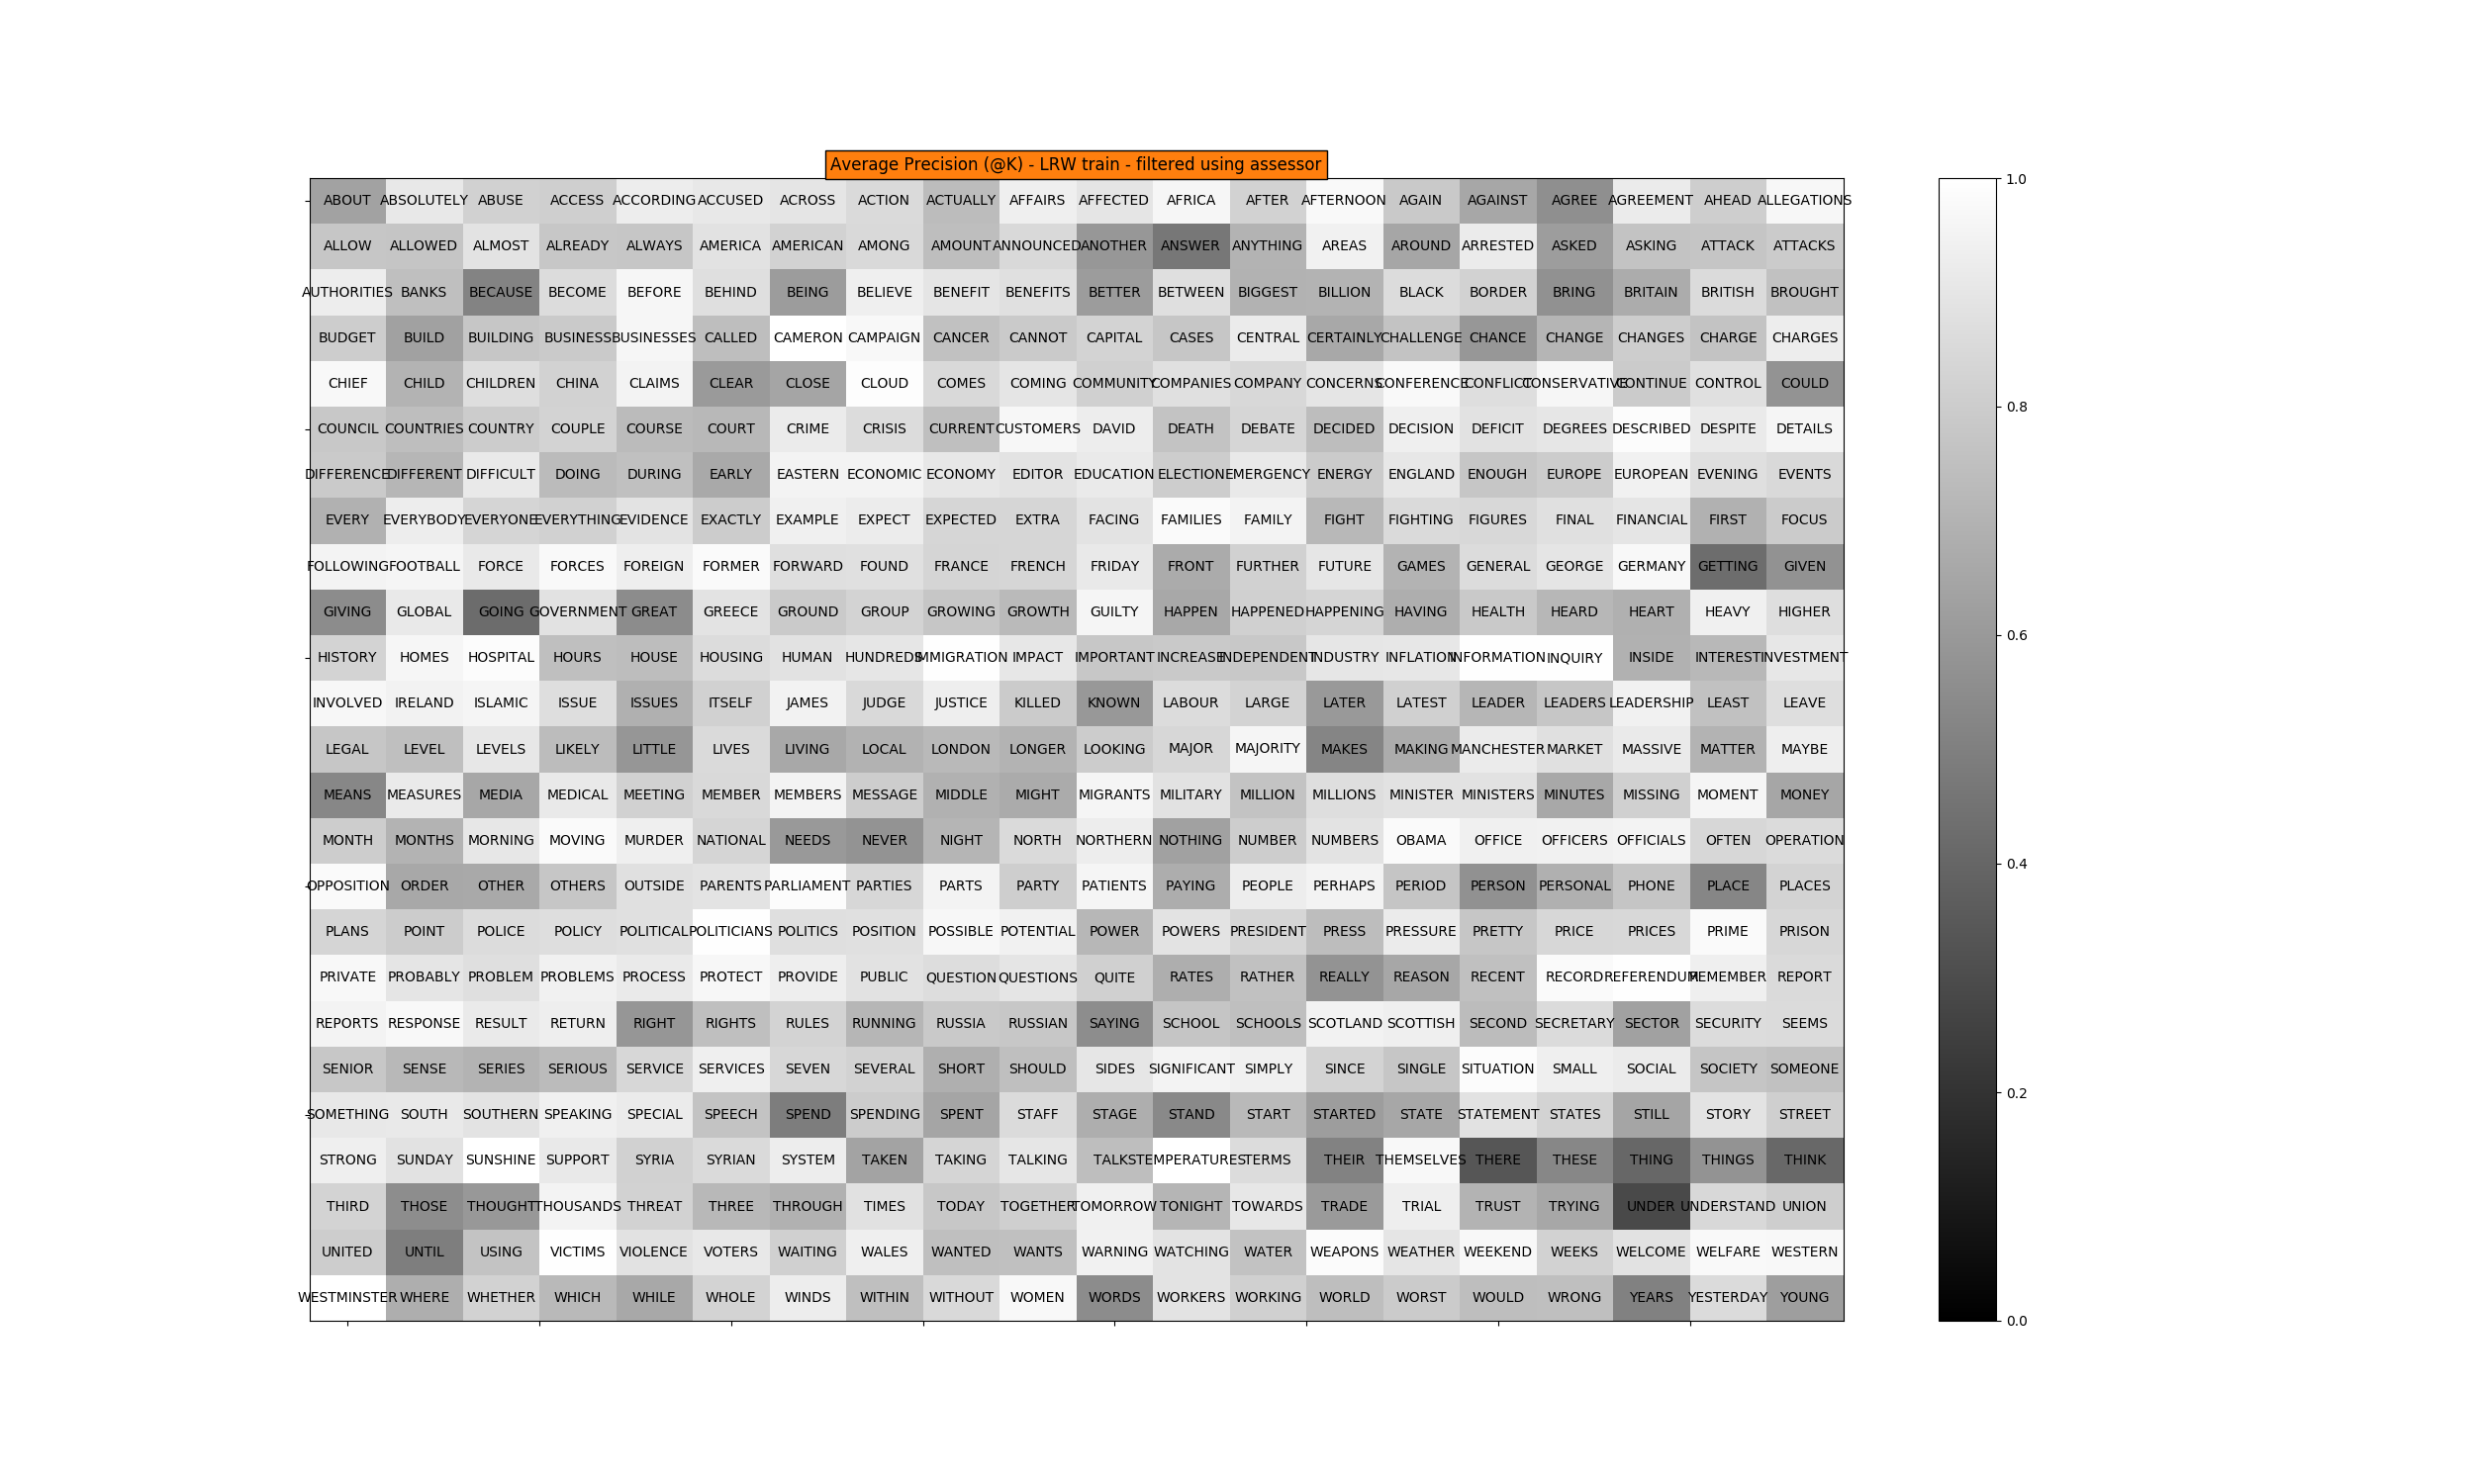 Average Precision (@K) - LRW train - filtered using assessor
ABOUT ABSOLUTELY ABUSE ACCESS ACCORDING ACCUSED ACROSS ACTION ACTUALLY AFFAIRS AFFECTED AFRICA AFTER AFTERNOON AGAIN AGAINST AGREE AGREEMENT AHEAD ALLEGATIONS 1.0
ALLOW ALLOWED ALMOST ALREADY ALWAYS AMERICA AMERICAN AMONG AMOUNT ANNOUNCED ANOTHER ANSWER ANYTHING AREAS AROUND ARRESTED ASKED ASKING ATTACK ATTACKS
AUTHORITIES BANKS BECAUSE BECOME BEFORE BEHIND BEING BELIEVE BENEFIT BENEFITS BETTER BETWEEN BIGGEST BILLION BLACK BORDER BRING BRITAIN BRITISH BROUGHT
BUDGET BUILD BUILDING BUSINESS BUSINESSES CALLED CAMERON CAMPAIGN CANCER CANNOT CAPITAL CASES CENTRAL CERTAINLY CHALLENGE CHANCE CHANGE CHANGES CHARGE CHARGES
CHIEF CHILD CHILDREN CHINA CLAIMS CLEAR CLOSE CLOUD COMES COMING COMMUNITY COMPANIES COMPANY CONCERNS CONFERENCE CONFLICT CONSERVATIVE CONTINUE CONTROL COULD
0.8
COUNCIL COUNTRIES COUNTRY COUPLE COURSE COURT CRIME CRISIS CURRENT CUSTOMERS DAVID DEATH DEBATE DECIDED DECISION DEFICIT DEGREES DESCRIBED DESPITE DETAILS
DIFFERENCE DIFFERENT DIFFICULT DOING DURING EARLY EASTERN ECONOMIC ECONOMY EDITOR EDUCATION ELECTION EMERGENCY ENERGY ENGLAND ENOUGH EUROPE EUROPEAN EVENING EVENTS
EVERY EVERYBODY EVERYONE EVERYTHING EVIDENCE EXACTLY EXAMPLE EXPECT EXPECTED EXTRA FACING FAMILIES FAMILY FIGHT FIGHTING FIGURES FINAL FINANCIAL FIRST FOCUS
FOLLOWING FOOTBALL FORCE FORCES FOREIGN FORMER FORWARD FOUND FRANCE FRENCH FRIDAY FRONT FURTHER FUTURE GAMES GENERAL GEORGE GERMANY GETTING GIVEN
GIVING GLOBAL GOING GOVERNMENT GREAT GREECE GROUND GROUP GROWING GROWTH GUILTY HAPPEN HAPPENED HAPPENING HAVING HEALTH HEARD HEART HEAVY HIGHER
0.6
HISTORY HOMES HOSPITAL HOURS HOUSE HOUSING HUMAN HUNDREDS IMMIGRATION IMPACT IMPORTANT INCREASE INDEPENDENT INDUSTRY INFLATION INFORMATION INQUIRY INSIDE INTEREST INVESTMENT
INVOLVED IRELAND ISLAMIC ISSUE ISSUES ITSELF JAMES JUDGE JUSTICE KILLED KNOWN LABOUR LARGE LATER LATEST LEADER LEADERS LEADERSHIP LEAST LEAVE
LEGAL LEVEL LEVELS LIKELY LITTLE LIVES LIVING LOCAL LONDON LONGER LOOKING MAJOR MAJORITY MAKES MAKING MANCHESTER MARKET MASSIVE MATTER MAYBE
MEANS MEASURES MEDIA MEDICAL MEETING MEMBER MEMBERS MESSAGE MIDDLE MIGHT MIGRANTS MILITARY MILLION MILLIONS MINISTER MINISTERS MINUTES MISSING MOMENT MONEY
MONTH MONTHS MORNING MOVING MURDER NATIONAL NEEDS NEVER NIGHT NORTH NORTHERN NOTHING NUMBER NUMBERS OBAMA OFFICE OFFICERS OFFICIALS OFTEN OPERATION
0.4
OPPOSITION ORDER OTHER OTHERS OUTSIDE PARENTS PARLIAMENT PARTIES PARTS PARTY PATIENTS PAYING PEOPLE PERHAPS PERIOD PERSON PERSONAL PHONE PLACE PLACES
PLANS POINT POLICE POLICY POLITICAL POLITICIANS POLITICS POSITION POSSIBLE POTENTIAL POWER POWERS PRESIDENT PRESS PRESSURE PRETTY PRICE PRICES PRIME PRISON
PRIVATE PROBABLY PROBLEM PROBLEMS PROCESS PROTECT PROVIDE PUBLIC QUESTION QUESTIONS QUITE RATES RATHER REALLY REASON RECENT RECORD REFERENDUM REMEMBER REPORT
REPORTS RESPONSE RESULT RETURN RIGHT RIGHTS RULES RUNNING RUSSIA RUSSIAN SAYING SCHOOL SCHOOLS SCOTLAND SCOTTISH SECOND SECRETARY SECTOR SECURITY SEEMS
SENIOR SENSE SERIES SERIOUS SERVICE SERVICES SEVEN SEVERAL SHORT SHOULD SIDES SIGNIFICANT SIMPLY SINCE SINGLE SITUATION SMALL SOCIAL SOCIETY SOMEONE
0.2
SOMETHING SOUTH SOUTHERN SPEAKING SPECIAL SPEECH SPEND SPENDING SPENT STAFF STAGE STAND START STARTED STATE STATEMENT STATES STILL STORY STREET
STRONG SUNDAY SUNSHINE SUPPORT SYRIA SYRIAN SYSTEM TAKEN TAKING TALKING TALKS TEMPERATURES TERMS THEIR THEMSELVES THERE THESE THING THINGS THINK
THIRD THOSE THOUGHT THOUSANDS THREAT THREE THROUGH TIMES TODAY TOGETHER TOMORROW TONIGHT TOWARDS TRADE TRIAL TRUST TRYING UNDER UNDERSTAND UNION
UNITED UNTIL USING VICTIMS VIOLENCE VOTERS WAITING WALES WANTED WANTS WARNING WATCHING WATER WEAPONS WEATHER WEEKEND WEEKS WELCOME WELFARE WESTERN
WESTMINSTER WHERE WHETHER WHICH WHILE WHOLE WINDS WITHIN WITHOUT WOMEN WORDS WORKERS WORKING WORLD WORST WOULD WRONG YEARS YESTERDAY YOUNG
0.0